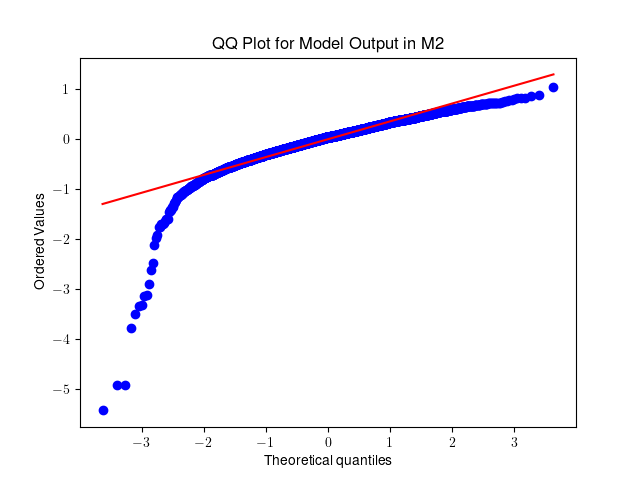 QQ Plot for Model Output in M2
1
0
−1
−2
−3
−4
−5
Ordered Values
−3 −2 −1 0 1 2 3
Theoretical quantiles